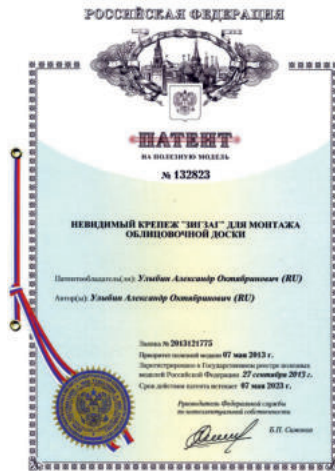 РОССИЙСКАЯ ФЕДЕРАЦИЯ
ПАТЕНТ
НА ПОЛЕЗНУЮ МОДЕЛЬ
№ 132823
НЕВИДИМЫЙ КРЕПЕЖ "ЗИГЗАГ" ДЛЯ МОНТАЖА
ОБЛИЦОВОЧНОЙ ДОСКИ
Патентообладатель(ли): Улыбин Александр Октябринович (RU)
Автор(ы): Улыбин Александр Октябринович (RU)
Заявка № 2013121775
Приоритет полезной модели 07 мая 2013 г.
Зарегистрировано в Государственном реестре полезных
моделей Российской Федерации 27 сентября 2013 г.
Срок действия патента истекает 07 мая 2023 г.
Руководитель Федеральной службы
по интеллектуальной собственности
Б.П. Симонов